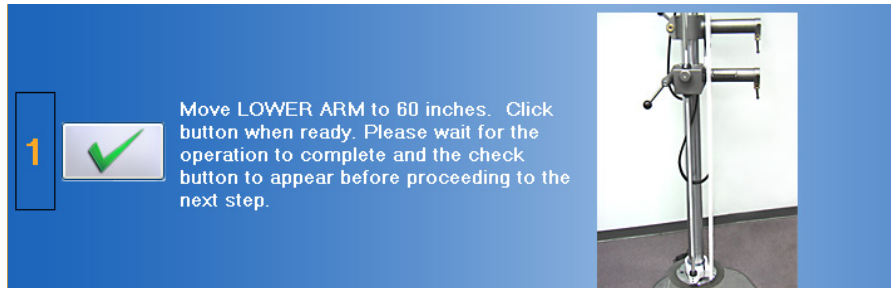 1
Move LOWER ARM to 60 inches.  Click
button when ready. Please wait for the
operation to complete and the check
button to appear before proceeding to the
next step.